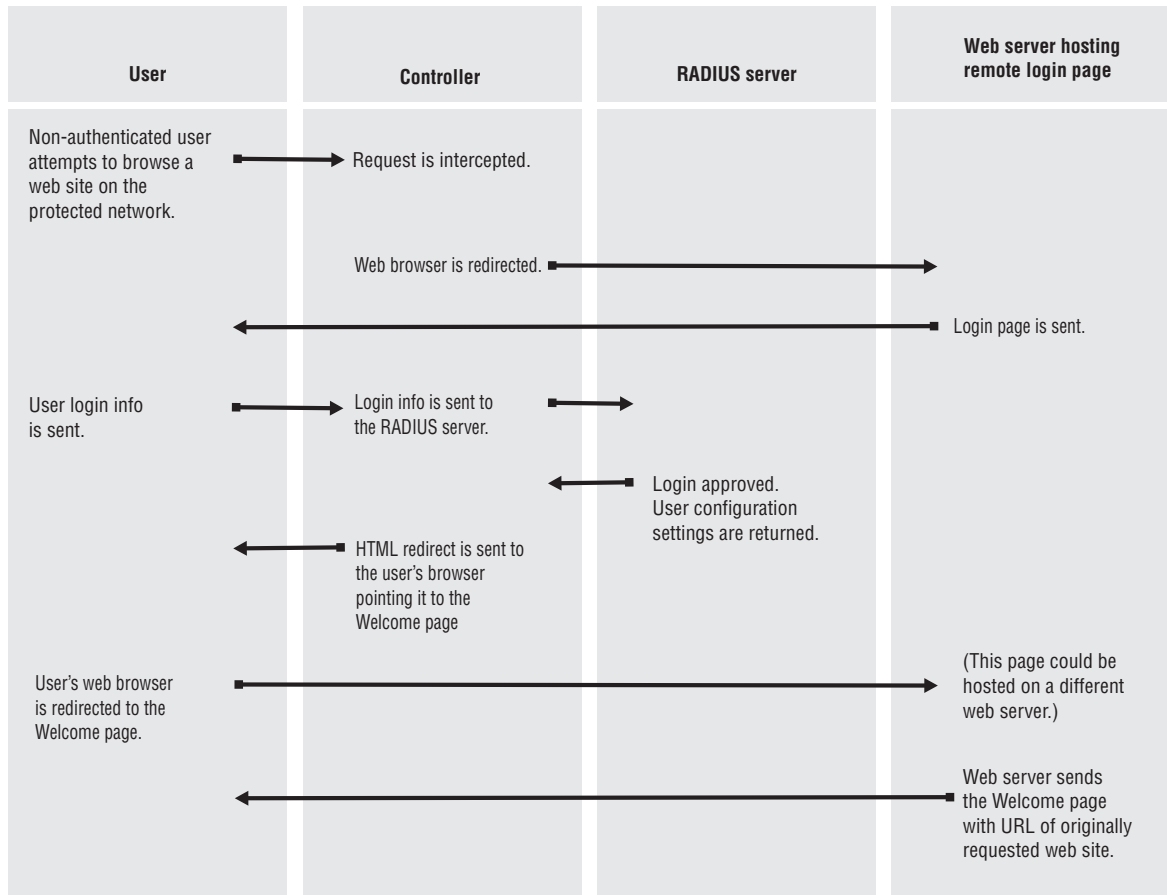 User
Controller
RADIUS server
Web server hosting
remote login page
Non-authenticated user
attempts to browse a
web site on the
protected network.
Request is intercepted.
Web browser is redirected.
Login page is sent.
User login info
is sent.
Login info is sent to
the RADIUS server.
Login approved.
User configuration
settings are returned.
HTML redirect is sent to
the user’s browser
pointing it to the
Welcome page
User’s web browser
is redirected to the
Welcome page.
(This page could be
hosted on a different
web server.)
Web server sends
the Welcome page
with URL of originally
requested web site.